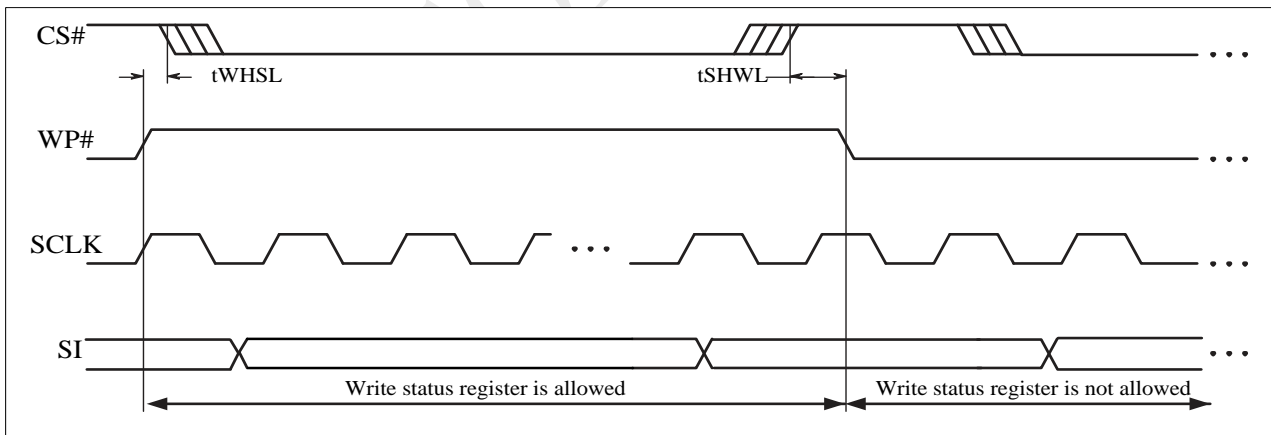 CS#
tWHSL
tSHWL
WP#
SCLK
SI
Write status register is allowed
Write status register is not allowed